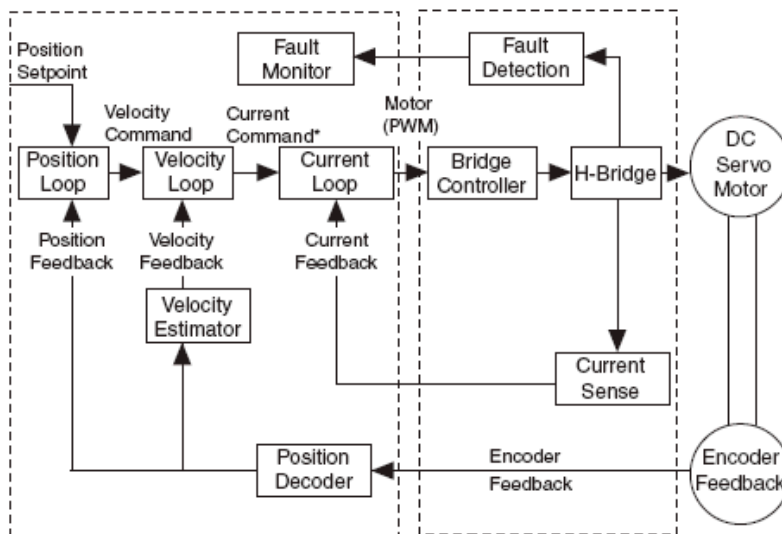 Position
Setpoint
Fault
Monitor
Fault
Detection
Velocity
Command
Current
Command*
Motor
(PWM)
Position
Loop
Velocity
Loop
Current
Loop
Bridge
Controller
H-Bridge
DC
Servo
Motor
Position
Feedback
Velocity
Feedback
Current
Feedback
Velocity
Estimator
Current
Sense
Position
Decoder
Encoder
Feedback
Encoder
Feedback